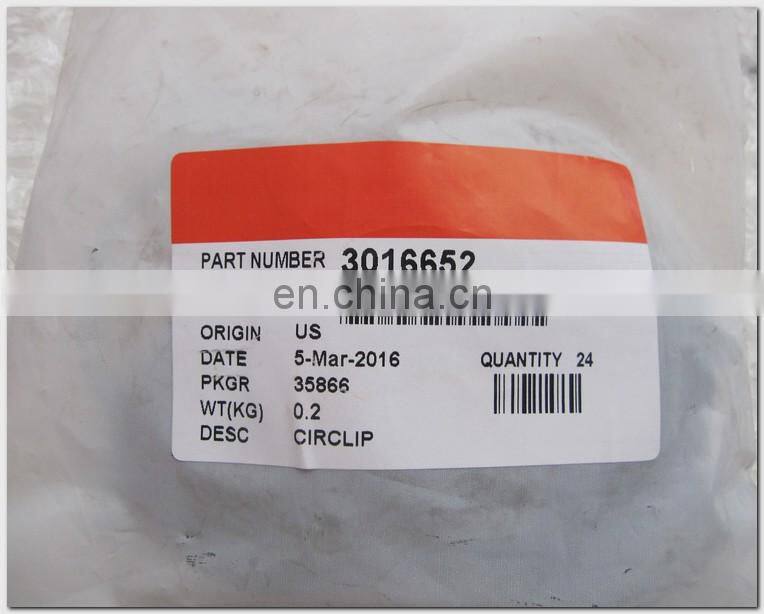 PART NUMBER 3016652
en.china.cn
ORIGIN US
DATE 5-Mar-2016 QUANTITY 24
PKGR 35866
WT(KG) 0.2
DESC CIRCLIP